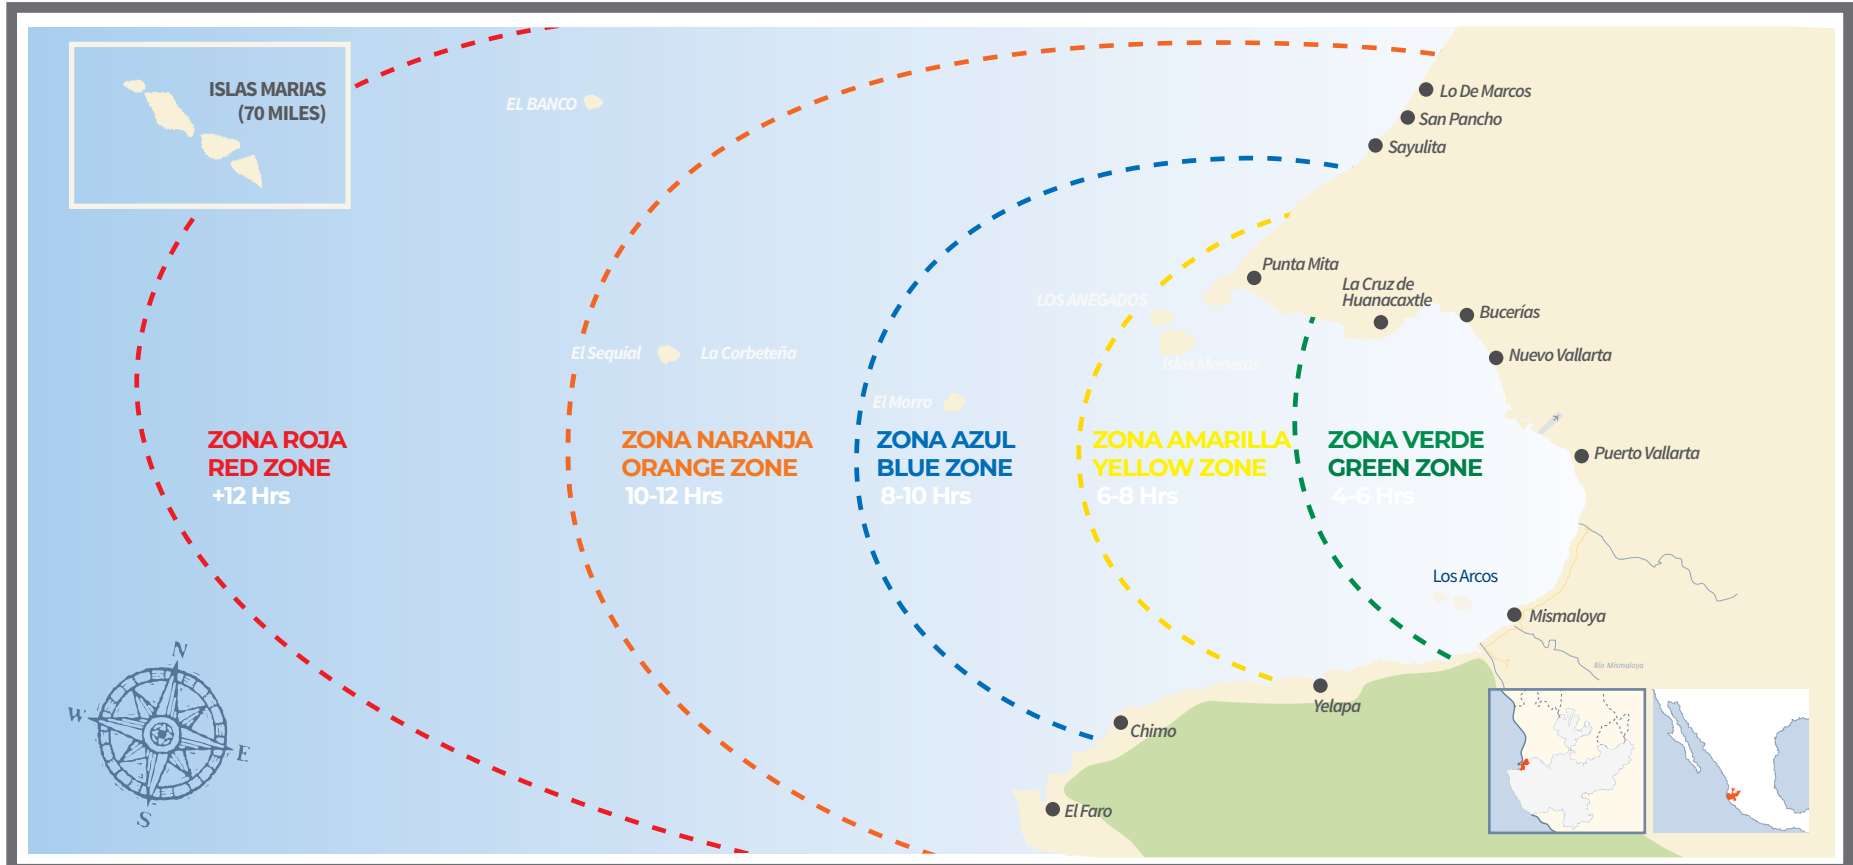 ISLAS MARIAS
(70 MILES)
EL BANCO
Lo De Marcos
San Pancho
Sayulita
Punta Mita
La Cruz de
Huanacaxtle
Bucerías
LOS ANEGADOS
Islas Marietas
Nuevo Vallarta
El Sequial
La Corbeteña
El Morro
ZONA ROJA
RED ZONE
+12 Hrs
ZONA NARANJA
ORANGE ZONE
10-12 Hrs
ZONA AZUL
BLUE ZONE
8-10 Hrs
ZONA AMARILLA
YELLOW ZONE
6-8 Hrs
ZONA VERDE
GREEN ZONE
4-6 Hrs
Puerto Vallarta
Los Arcos
Mismaloya
Río Mismaloya
Yelapa
Chimo
El Faro
N
W
E
S